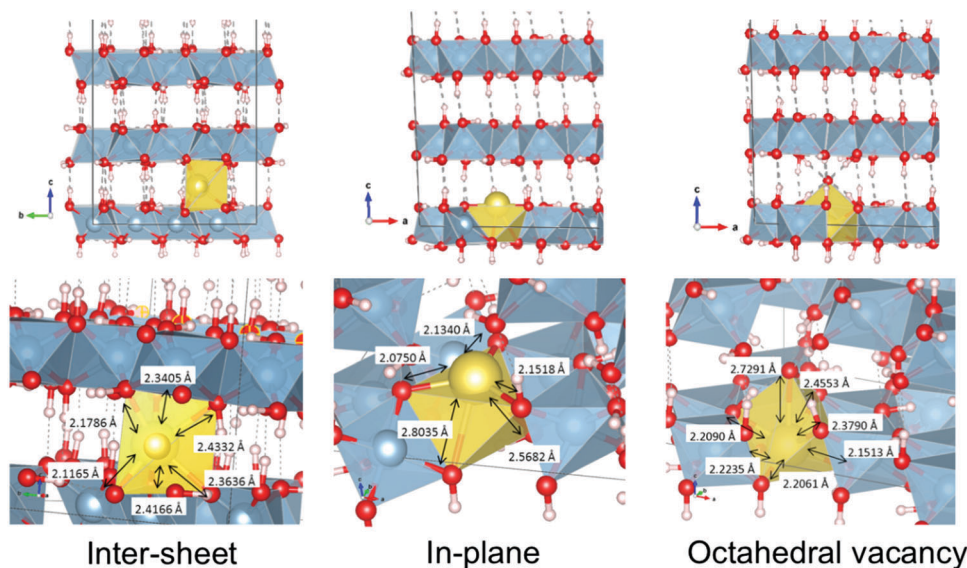 c
b
c
a
c
a
2.3405 Å
2.1786 Å
2.4332 Å
2.1165 Å
2.3636 Å
2.4166 Å
2.1340 Å
2.0750 Å
2.1518 Å
2.8035 Å
2.5682 Å
2.7291 Å
2.4553 Å
2.2090 Å
2.3790 Å
2.2235 Å
2.1513 Å
2.2061 Å
Inter-sheet
In-plane
Octahedral vacancy